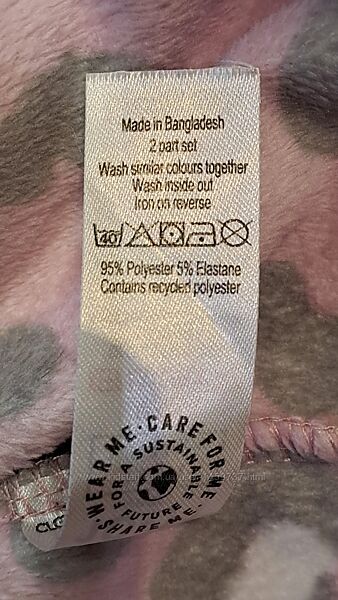 Made in Bangladesh
2 part set
Wash similar colours together
Wash inside out
Iron on reverse
40
95% Polyester 5% Elastane
Contains recycled polyester
WEAR ME · CARE FOR ME · SHARE ME ·
FOR A SUSTAINABLE FUTURE